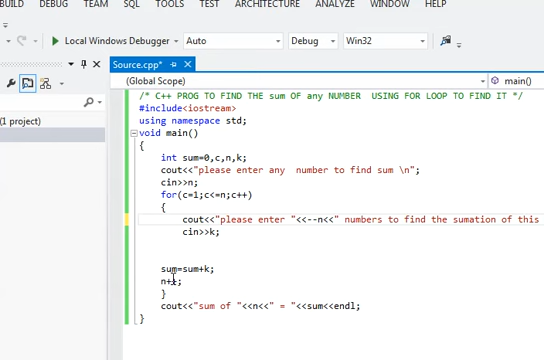 BUILD DEBUG TEAM SQL TOOLS TEST ARCHITECTURE ANALYZE WINDOW HELP
Local Windows Debugger Auto Debug Win32
Source.cpp*
(Global Scope) main()
1 project)
/* C++ PROG TO FIND THE sum OF any NUMBER USING FOR LOOP TO FIND IT */
#include<iostream>
using namespace std;
void main()
{
int sum=0,c,n,k;
cout<<"please enter any number to find sum \n";
cin>>n;
for(c=1;c<=n;c++)
{
cout<<"please enter "<<--n<<" numbers to find the sumation of this
cin>>k;
sum=sum+k;
}
cout<<"sum of "<<n<<" = "<<sum<<endl;
}